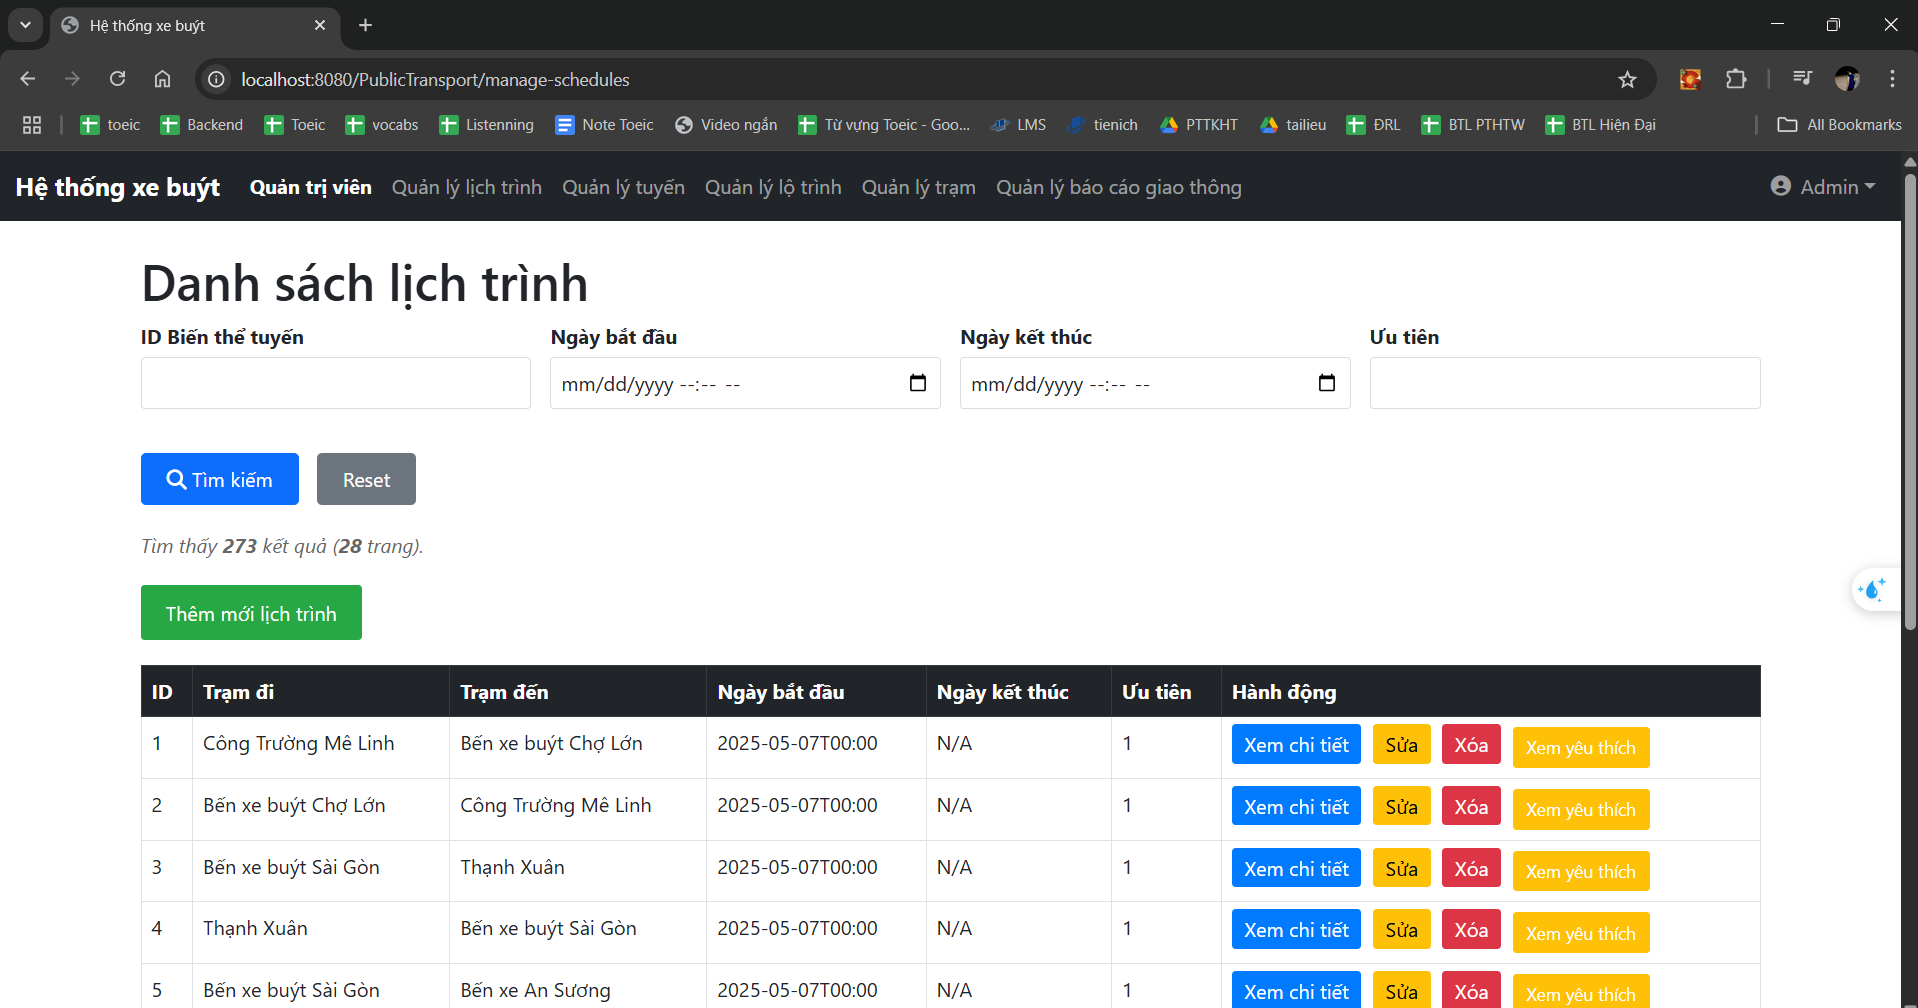 Hệ thống xe buýt
localhost:8080/PublicTransport/manage-schedules
toeic Backend Toeic vocabs Listenning Note Toeic Video ngắn Từ vựng Toeic - Goo... LMS tienich PTTKHT tailieu ĐRL BTL PTHTW BTL Hiện Đại All Bookmarks
Hệ thống xe buýt Quản trị viên Quản lý lịch trình Quản lý tuyến Quản lý lộ trình Quản lý trạm Quản lý báo cáo giao thông Admin
Danh sách lịch trình
ID Biến thể tuyến Ngày bắt đầu Ngày kết thúc Ưu tiên
mm/dd/yyyy --:-- -- mm/dd/yyyy --:-- --
Tìm kiếm Reset
Tìm thấy 273 kết quả (28 trang).
Thêm mới lịch trình
ID Trạm đi Trạm đến Ngày bắt đầu Ngày kết thúc Ưu tiên Hành động
1 Công Trường Mê Linh Bến xe buýt Chợ Lớn 2025-05-07T00:00 N/A 1 Xem chi tiết Sửa Xóa Xem yêu thích
2 Bến xe buýt Chợ Lớn Công Trường Mê Linh 2025-05-07T00:00 N/A 1 Xem chi tiết Sửa Xóa Xem yêu thích
3 Bến xe buýt Sài Gòn Thạnh Xuân 2025-05-07T00:00 N/A 1 Xem chi tiết Sửa Xóa Xem yêu thích
4 Thạnh Xuân Bến xe buýt Sài Gòn 2025-05-07T00:00 N/A 1 Xem chi tiết Sửa Xóa Xem yêu thích
5 Bến xe buýt Sài Gòn Bến xe An Sương 2025-05-07T00:00 N/A 1 Xem chi tiết Sửa Xóa Xem yêu thích